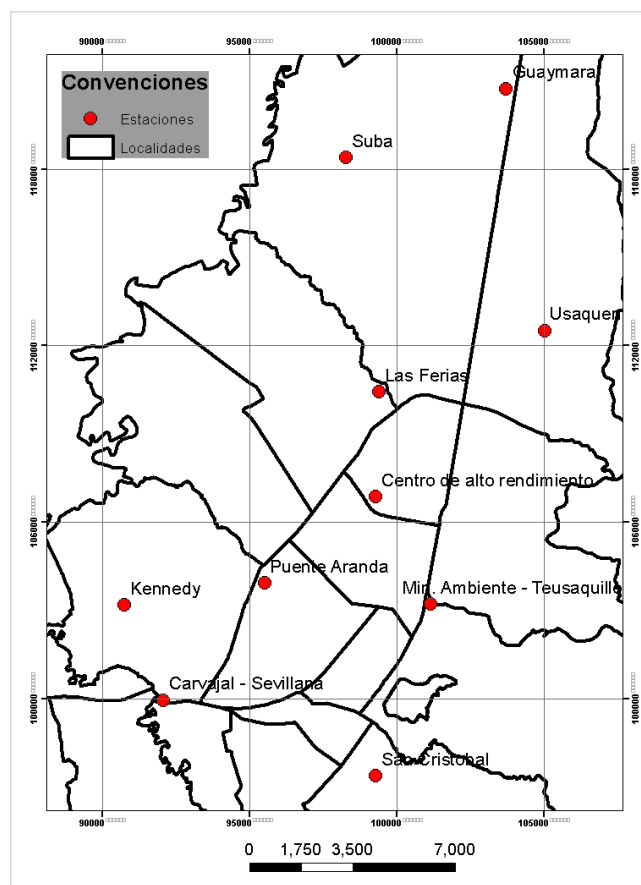 90000
95000
100000
105000
Convenciones
Estaciones
Localidades
Guaymara
Suba
118000
118000
Usaquen
112000
112000
Las Ferias
Centro de alto rendimiento
106000
106000
Puente Aranda
Kennedy
Min. Ambiente - Teusaquillo
Carvajal - Sevillana
100000
100000
San Cristobal
90000
95000
100000
105000
0 1,750 3,500 7,000